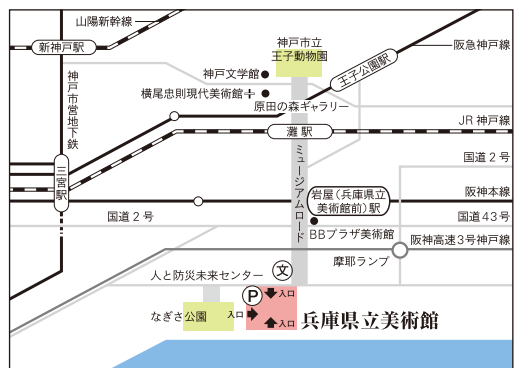 山陽新幹線
新神戸駅
神戸市立
王子動物園
阪急神戸線
神戸文学館
王子公園駅
横尾忠則現代美術館
原田の森ギャラリー
神戸市営地下鉄
JR 神戸線
灘 駅
国道 2 号
三宮駅
ミュージアムロード
岩屋（兵庫県立
美術館前）駅
阪神本線
国道 2 号
国道 43 号
BBプラザ美術館
阪神高速3号神戸線
摩耶ランプ
人と防災未来センター
文
P
入口
なぎさ公園
入口
入口
兵庫県立美術館